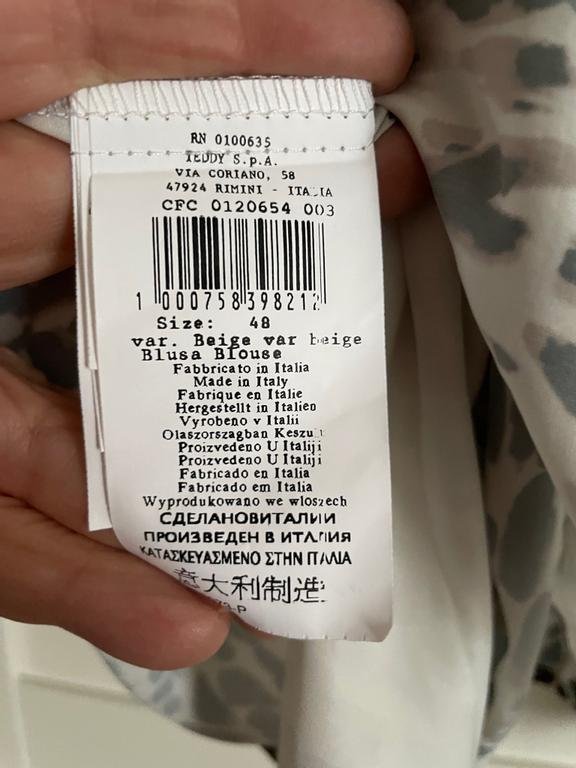 RN 0100635
TEDDY S.p.A.
VIA CORIANO, 58
47924 RIMINI - ITALIA
CFC 0120654 003
1 000758 398212
Size: 48
var. Beige var beige
Blusa Blouse
Fabbricato in Italia
Made in Italy
Fabrique en Italie
Hergestellt in Italien
Vyrobeno v Italii
Olaszorszagban Keszu
Proizvedeno U Italiji
Proizvedeno U Italiji
Fabricado en Italia
Fabricado em Italia
Wyprodukowano we wloszech
СДЕЛАНОВИТАЛИИ
ПРОИЗВЕДЕН В ИТАЛИЯ
ΚΑΤΑΣΚΕΥΑΣΜΕΝΟ ΣΤΗΝ ΙΤΑΛΙΑ
意大利制造